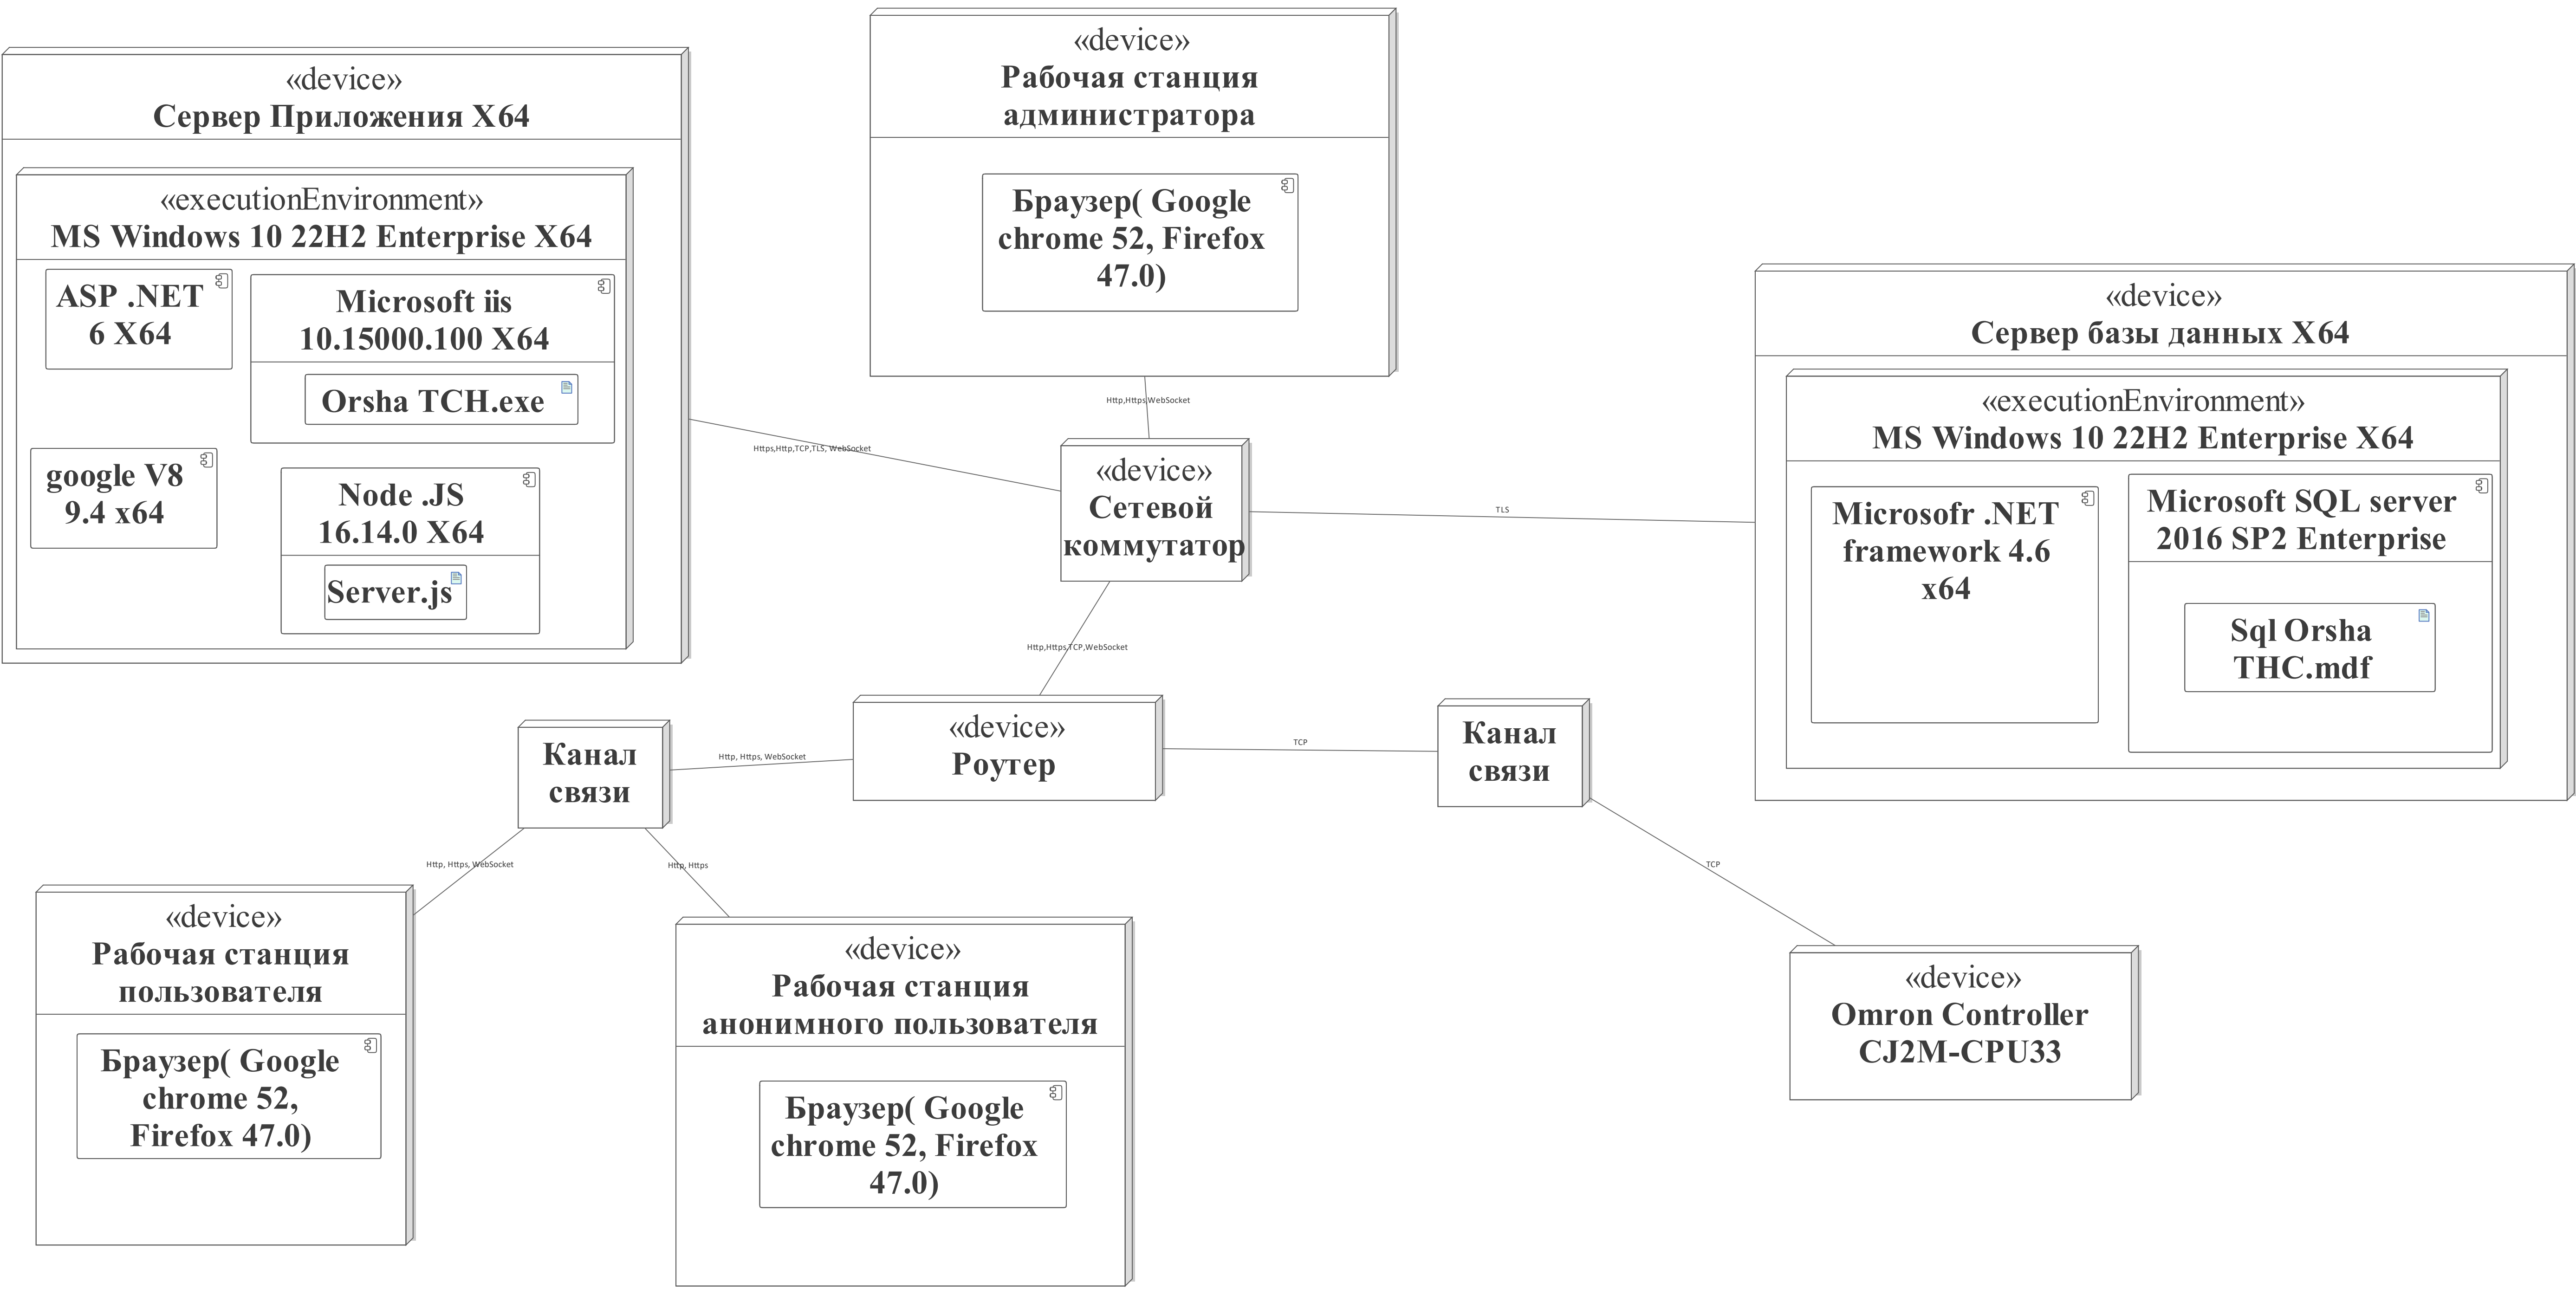 «device»
Сервер Приложения X64
«executionEnvironment»
MS Windows 10 22H2 Enterprise X64
ASP .NET
6 X64
Microsoft iis
10.15000.100 X64
Orsha TCH.exe
google V8
9.4 x64
Node .JS
16.14.0 X64
Server.js
«device»
Рабочая станция
администратора
Браузер( Google
chrome 52, Firefox
47.0)
Http,Https,WebSocket
Https,Http,TCP,TLS, WebSocket
«device»
Сетевой
коммутатор
TLS
«device»
Сервер базы данных X64
«executionEnvironment»
MS Windows 10 22H2 Enterprise X64
Microsofr .NET
framework 4.6
x64
Microsoft SQL server
2016 SP2 Enterprise
Sql Orsha
THC.mdf
Http,Https,TCP,WebSocket
Канал
связи
Http, Https, WebSocket
«device»
Роутер
TCP
Канал
связи
Http, Https, WebSocket
Http, Https
TCP
«device»
Рабочая станция
пользователя
Браузер( Google
chrome 52,
Firefox 47.0)
«device»
Рабочая станция
анонимного пользователя
Браузер( Google
chrome 52, Firefox
47.0)
«device»
Omron Controller
CJ2M-CPU33